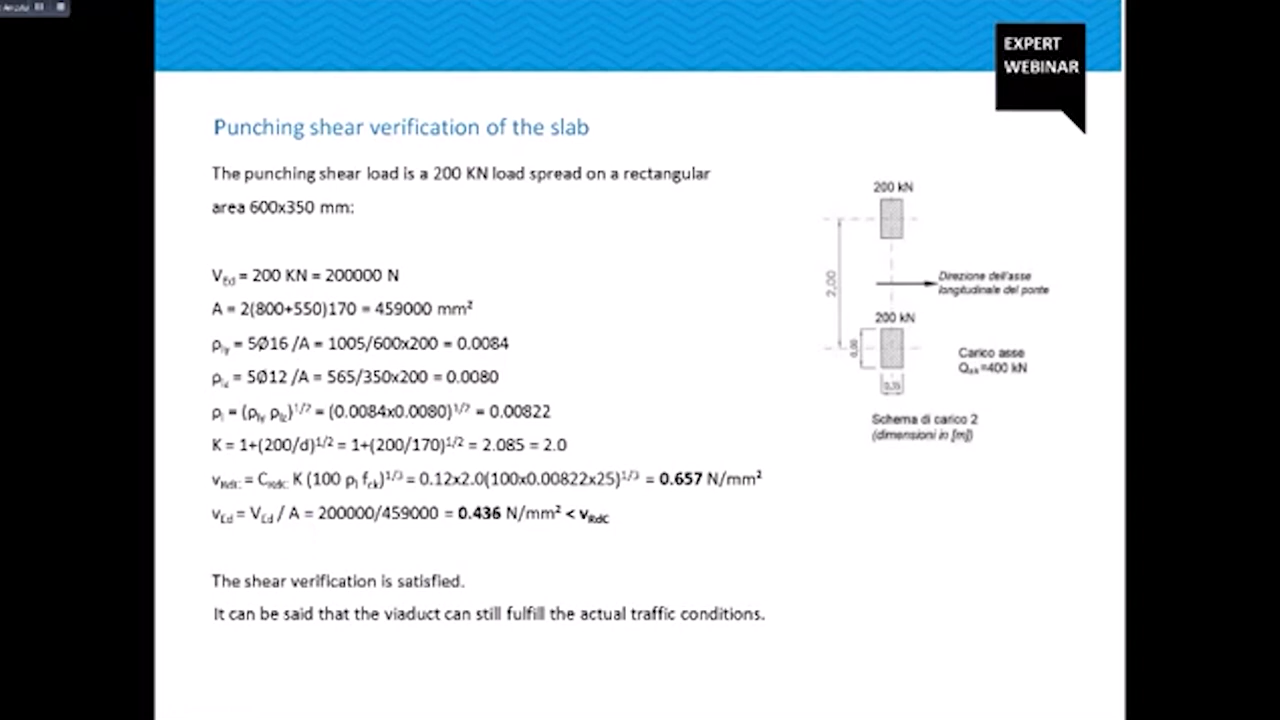 EXPERT
WEBINAR
Punching shear verification of the slab
The punching shear load is a 200 KN load spread on a rectangular
area 600x350 mm:
V_Ed = 200 KN = 200000 N
A = 2(800+550)170 = 459000 mm²
ρ_ly = 5Ø16 /A = 1005/600x200 = 0.0084
ρ_lz = 5Ø12 /A = 565/350x200 = 0.0080
ρ_l = (ρ_ly ρ_lz)^1/2 = (0.0084x0.0080)^1/2 = 0.00822
K = 1+(200/d)^1/2 = 1+(200/170)^1/2 = 2.085 = 2.0
v_Rdc = C_Rdc K (100 ρ_l f_ck)^1/3 = 0.12x2.0(100x0.00822x25)^1/3 = 0.657 N/mm²
v_Ed = V_Ed / A = 200000/459000 = 0.436 N/mm² < v_RdC
The shear verification is satisfied.
It can be said that the viaduct can still fulfill the actual traffic conditions.
200 kN
2,00
Direzione dell'asse
longitudinale del ponte
200 kN
0,35
Carico asse
Q_ak=400 kN
Schema di carico 2
(dimensioni in [m])